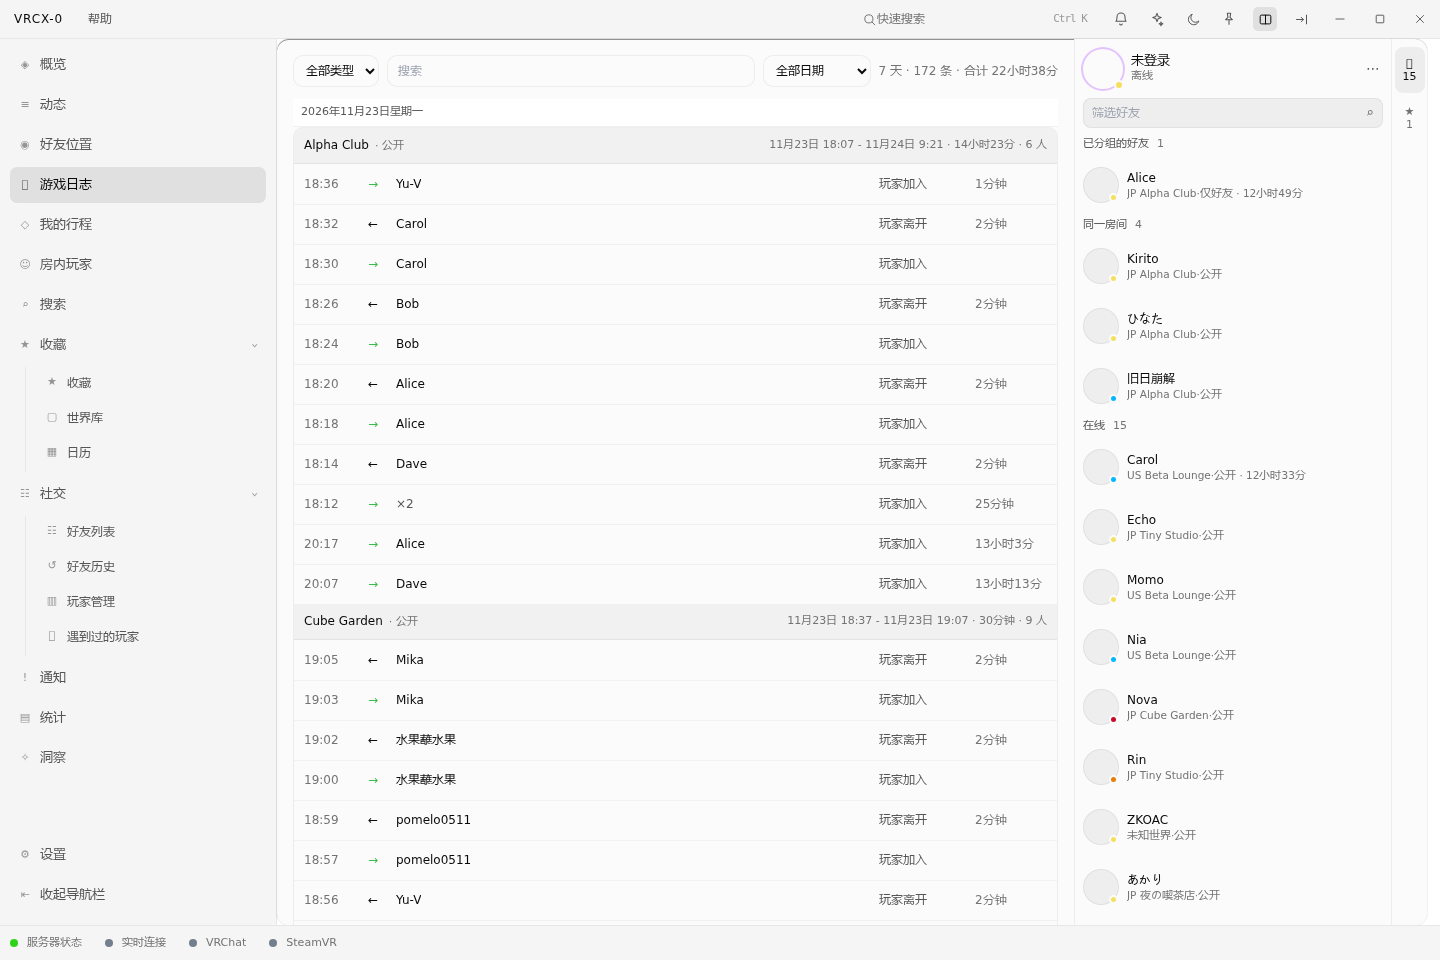 VRCX-0 帮助 快速搜索 Ctrl K
概览
动态
好友位置
游戏日志
我的行程
房内玩家
搜索
收藏
收藏
世界库
日历
社交
好友列表
好友历史
玩家管理
遇到过的玩家
通知
统计
洞察
设置
收起导航栏
全部类型 搜索 全部日期 7 天 · 172 条 · 合计 22小时38分
2026年11月23日星期一
Alpha Club · 公开 11月23日 18:07 - 11月24日 9:21 · 14小时23分 · 6 人
18:36 → Yu-V 玩家加入 1分钟
18:32 ← Carol 玩家离开 2分钟
18:30 → Carol 玩家加入
18:26 ← Bob 玩家离开 2分钟
18:24 → Bob 玩家加入
18:20 ← Alice 玩家离开 2分钟
18:18 → Alice 玩家加入
18:14 ← Dave 玩家离开 2分钟
18:12 → ×2 玩家加入 25分钟
20:17 → Alice 玩家加入 13小时3分
20:07 → Dave 玩家加入 13小时13分
Cube Garden · 公开 11月23日 18:37 - 11月23日 19:07 · 30分钟 · 9 人
19:05 ← Mika 玩家离开 2分钟
19:03 → Mika 玩家加入
19:02 ← 水果蘸水果 玩家离开 2分钟
19:00 → 水果蘸水果 玩家加入
18:59 ← pomelo0511 玩家离开 2分钟
18:57 → pomelo0511 玩家加入
18:56 ← Yu-V 玩家离开 2分钟
未登录
离线
筛选好友
已分组的好友 1
Alice
JP Alpha Club·仅好友 · 12小时49分
同一房间 4
Kirito
JP Alpha Club·公开
ひなた
JP Alpha Club·公开
旧日崩解
JP Alpha Club·公开
在线 15
Carol
US Beta Lounge·公开 · 12小时33分
Echo
JP Tiny Studio·公开
Momo
US Beta Lounge·公开
Nia
US Beta Lounge·公开
Nova
JP Cube Garden·公开
Rin
JP Tiny Studio·公开
ZKOAC
未知世界·公开
あかり
JP 夜の喫茶店·公开
15
★
1
服务器状态 实时连接 VRChat SteamVR